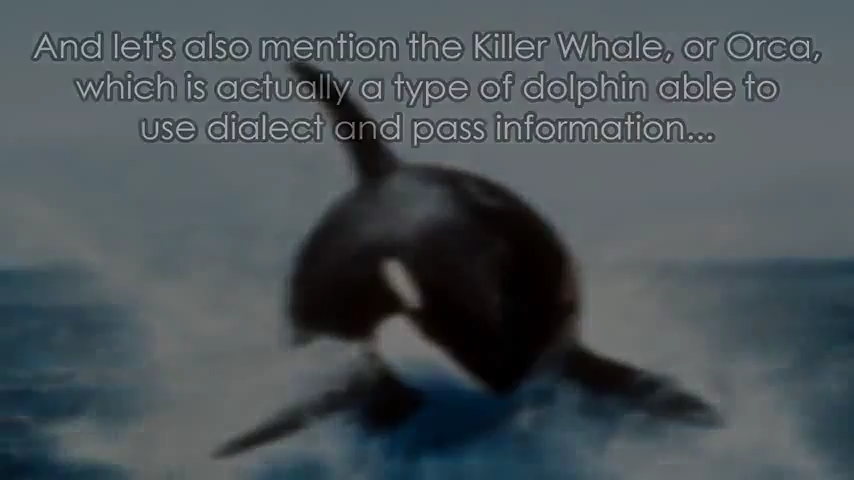 And let's also mention the Killer Whale, or Orca,
which is actually a type of dolphin able to
use dialect and pass information...